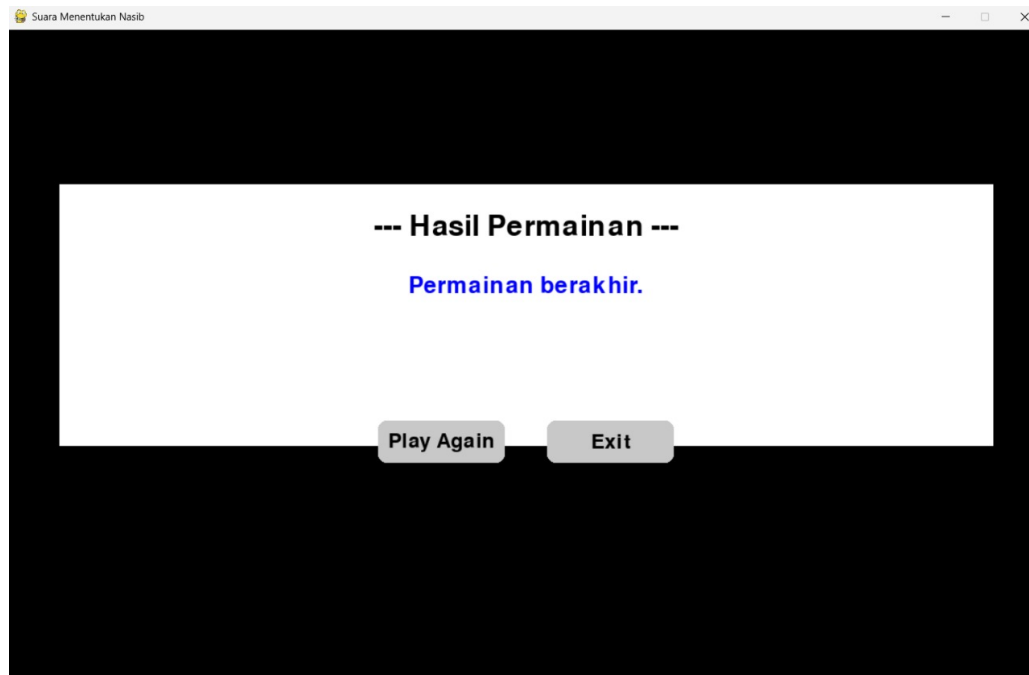 Suara Menentukan Nasib
--- Hasil Permainan ---
Permainan berakhir.
Play Again
Exit